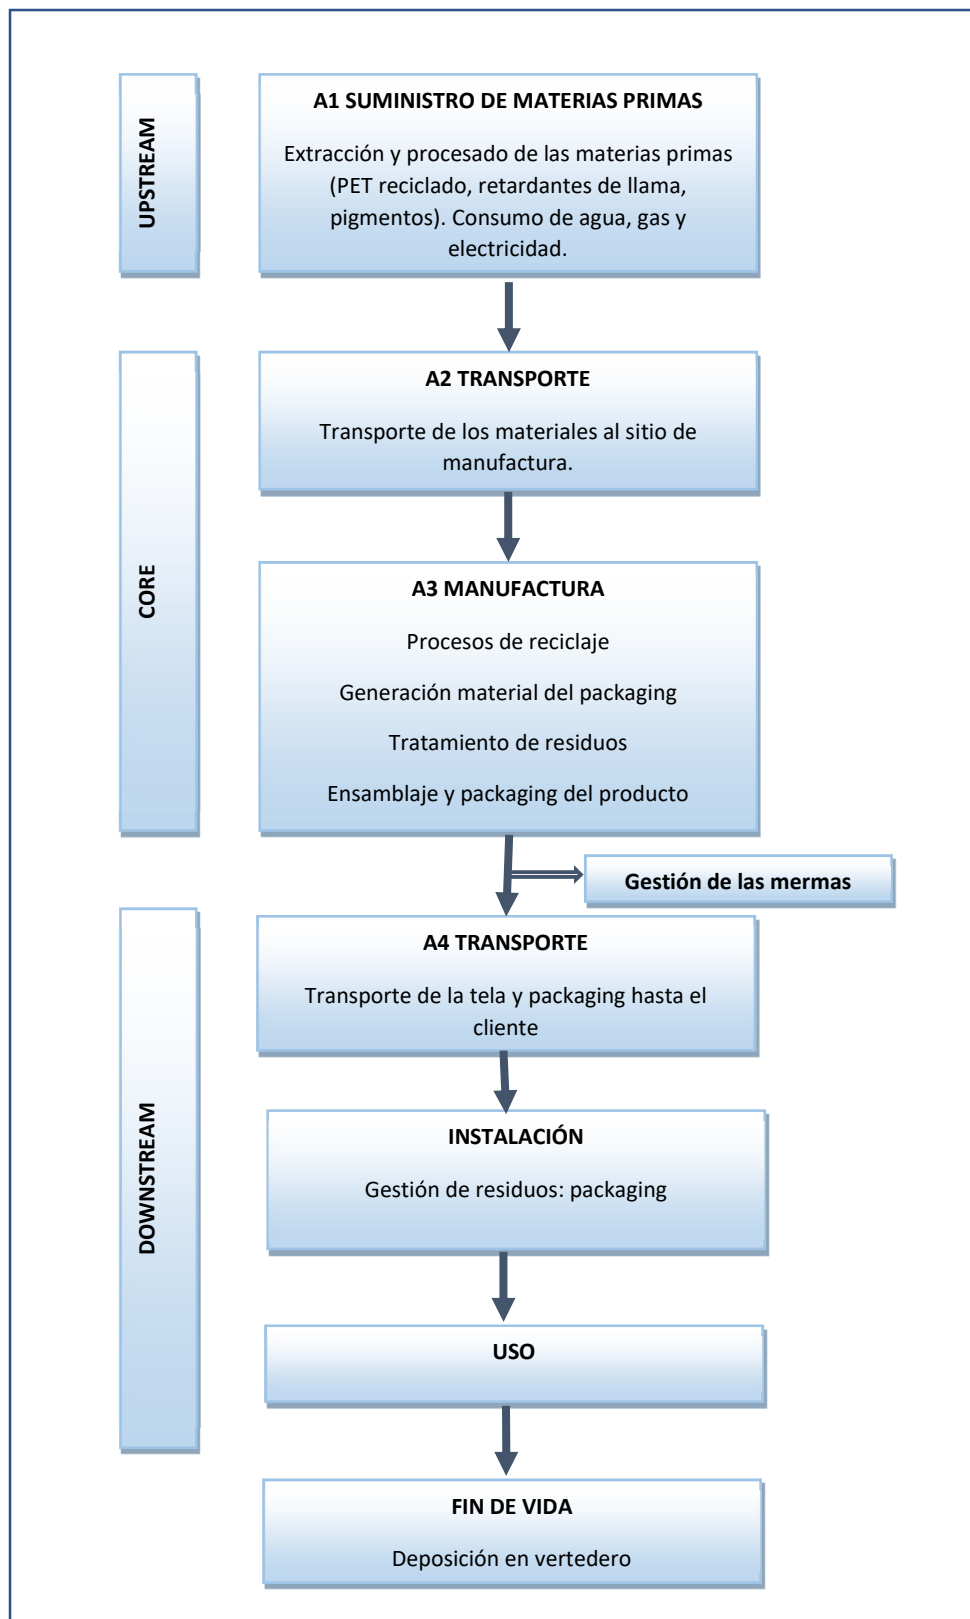 UPSTREAM
A1 SUMINISTRO DE MATERIAS PRIMAS
Extracción y procesado de las materias primas
(PET reciclado, retardantes de llama,
pigmentos). Consumo de agua, gas y
electricidad.
CORE
A2 TRANSPORTE
Transporte de los materiales al sitio de
manufactura.
A3 MANUFACTURA
Procesos de reciclaje
Generación material del packaging
Tratamiento de residuos
Ensamblaje y packaging del producto
Gestión de las mermas
DOWNSTREAM
A4 TRANSPORTE
Transporte de la tela y packaging hasta el
cliente
INSTALACIÓN
Gestión de residuos: packaging
USO
FIN DE VIDA
Deposición en vertedero